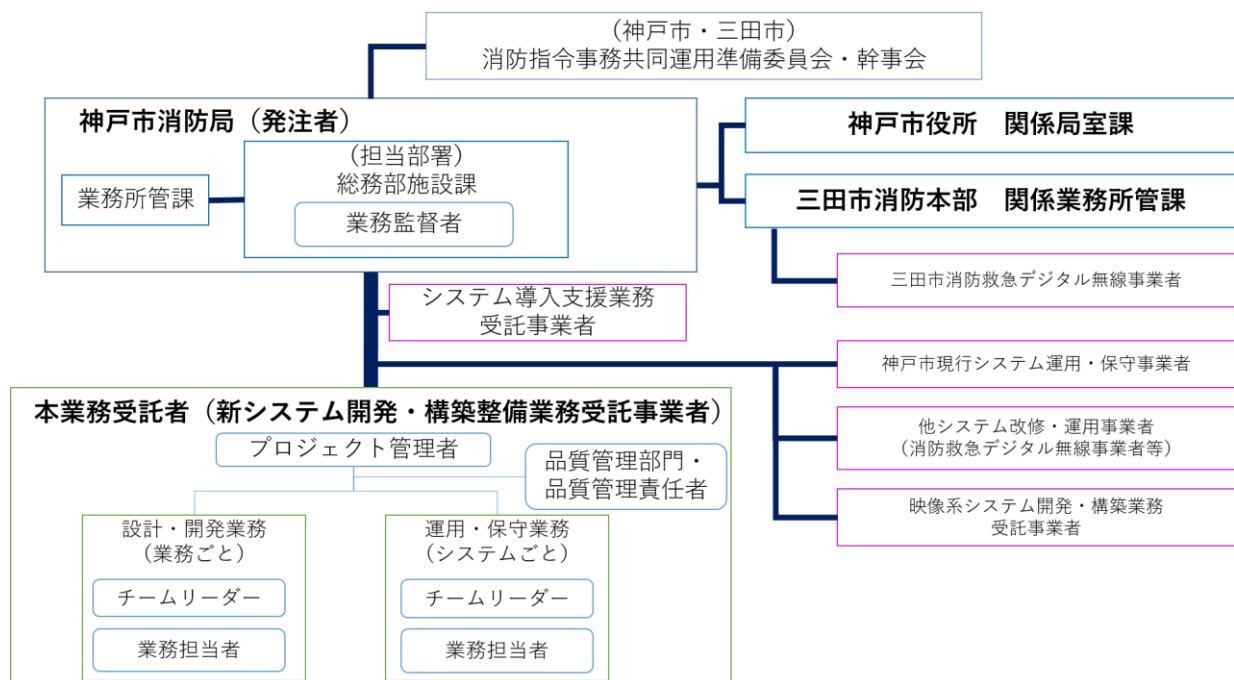 （神戸市・三田市）
消防指令事務共同運用準備委員会・幹事会
神戸市消防局（発注者）
業務所管課
（担当部署）
総務部施設課
業務監督者
神戸市役所　関係局室課
三田市消防本部　関係業務所管課
三田市消防救急デジタル無線事業者
システム導入支援業務
受託事業者
神戸市現行システム運用・保守事業者
他システム改修・運用事業者
（消防救急デジタル無線事業者等）
映像系システム開発・構築業務
受託事業者
本業務受託者（新システム開発・構築整備業務受託事業者）
プロジェクト管理者
品質管理部門・
品質管理責任者
設計・開発業務
（業務ごと）
チームリーダー
業務担当者
運用・保守業務
（システムごと）
チームリーダー
業務担当者